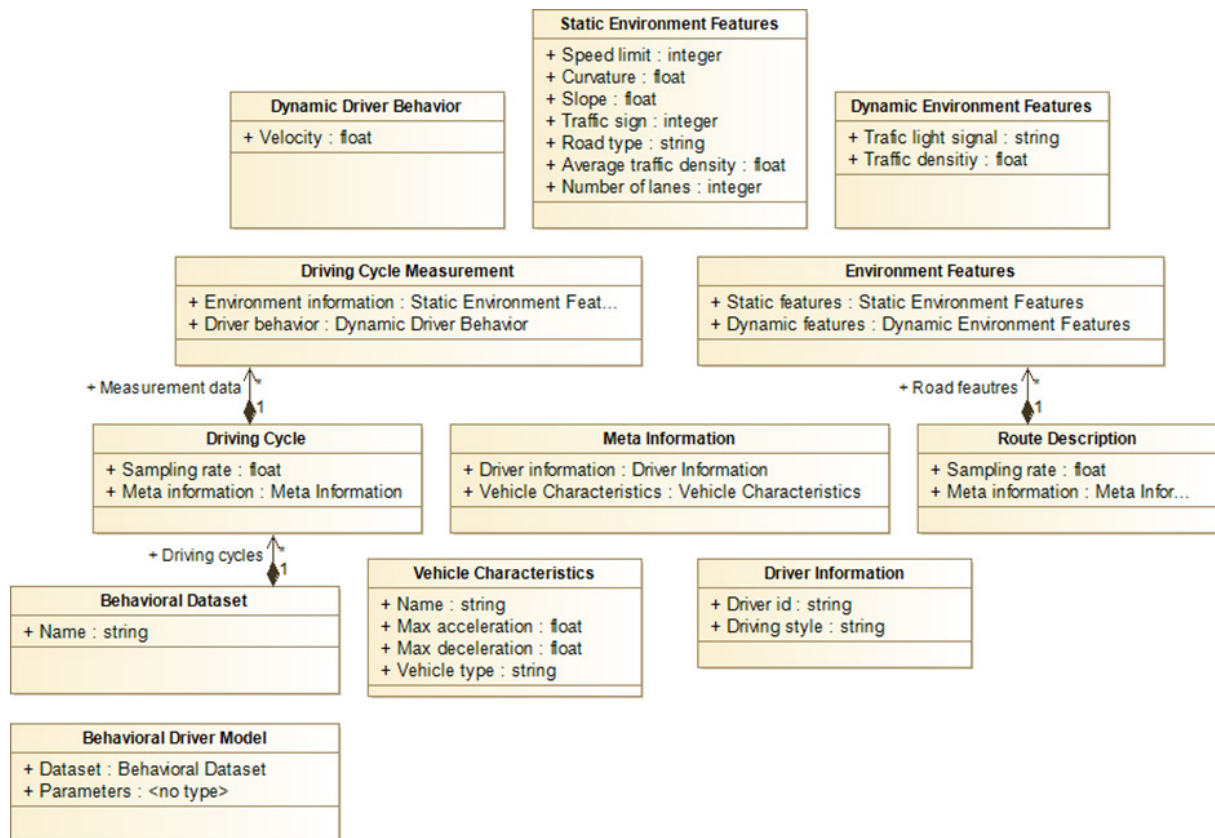 Static Environment Features
+ Speed limit : integer
+ Curvature : float
+ Slope : float
+ Traffic sign : integer
+ Road type : string
+ Average traffic density : float
+ Number of lanes : integer
Dynamic Driver Behavior
+ Velocity : float
Dynamic Environment Features
+ Trafic light signal : string
+ Traffic densitiy : float
Driving Cycle Measurement
+ Environment information : Static Environment Feat...
+ Driver behavior : Dynamic Driver Behavior
Environment Features
+ Static features : Static Environment Features
+ Dynamic features : Dynamic Environment Features
+ Measurement data
*
1
+ Road feautres
*
1
Driving Cycle
+ Sampling rate : float
+ Meta information : Meta Information
Meta Information
+ Driver information : Driver Information
+ Vehicle Characteristics : Vehicle Characteristics
Route Description
+ Sampling rate : float
+ Meta information : Meta Infor...
+ Driving cycles
*
1
Behavioral Dataset
+ Name : string
Vehicle Characteristics
+ Name : string
+ Max acceleration : float
+ Max deceleration : float
+ Vehicle type : string
Driver Information
+ Driver id : string
+ Driving style : string
Behavioral Driver Model
+ Dataset : Behavioral Dataset
+ Parameters : <no type>